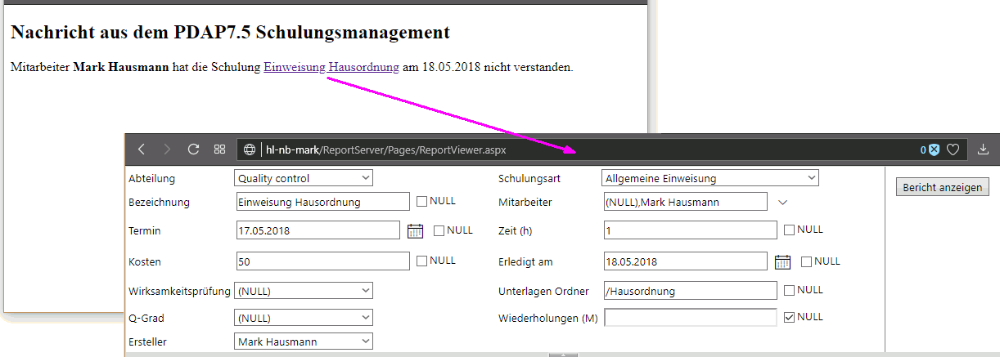 Nachricht aus dem PDAP7.5 Schulungsmanagement
Mitarbeiter Mark Hausmann hat die Schulung Einweisung Hausordnung am 18.05.2018 nicht verstanden.
hl-nb-mark/ReportServer/Pages/ReportViewer.aspx 0
Abteilung Quality control Schulungsart Allgemeine Einweisung
Bericht anzeigen
Bezeichnung Einweisung Hausordnung NULL Mitarbeiter (NULL),Mark Hausmann
Termin 17.05.2018 NULL Zeit (h) 1 NULL
Kosten 50 NULL Erledigt am 18.05.2018 NULL
Wirksamkeitsprüfung (NULL) Unterlagen Ordner /Hausordnung NULL
Q-Grad (NULL) Wiederholungen (M) NULL
Ersteller Mark Hausmann